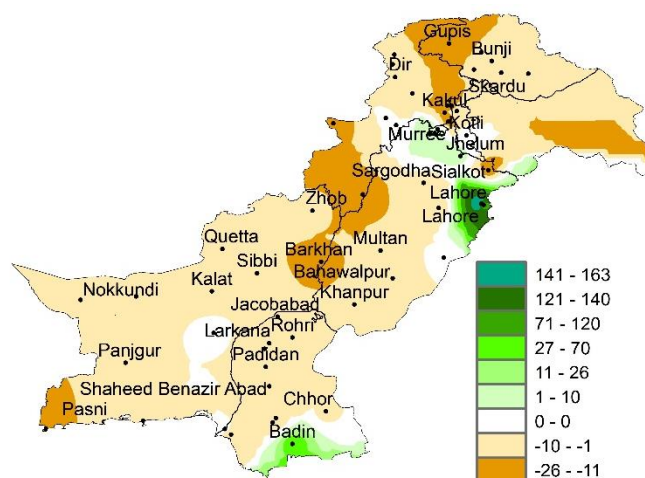 Gupis
Bunji
Dir
Skardu
Kakul
Kotli
Murree
Jhelum
Sargodha
Sialkot
Lahore
Zhob
Lahore
Quetta
Multan
Barkhan
Sibbi
Bahawalpur
Kalat
Nokkundi
Khanpur
Jacobabad
Larkana
Rohri
Panjgur
Padidan
Shaheed Benazir Abad
Chhor
Pasni
Badin
141 - 163
121 - 140
71 - 120
27 - 70
11 - 26
1 - 10
0 - 0
-10 - -1
-26 - -11